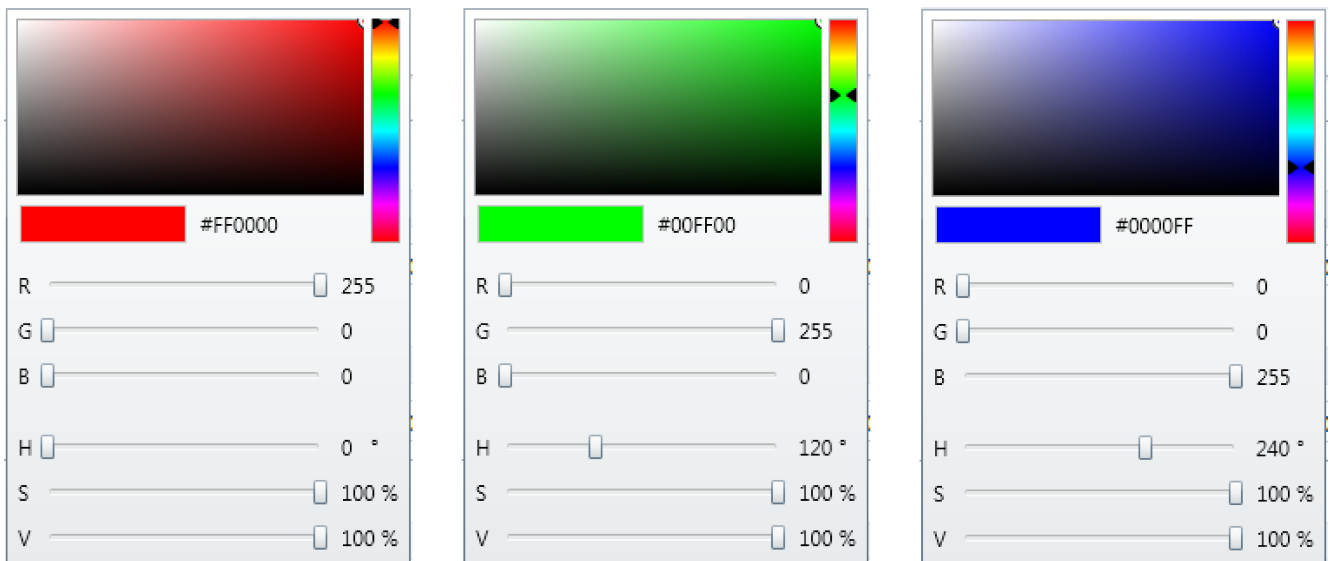 #FF0000
R 255
G 0
B 0
H 0 °
S 100 %
V 100 %
#00FF00
R 0
G 255
B 0
H 120 °
S 100 %
V 100 %
#0000FF
R 0
G 0
B 255
H 240 °
S 100 %
V 100 %